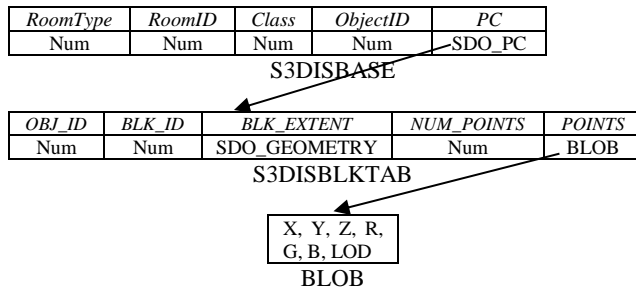 RoomType RoomID Class ObjectID PC
Num Num Num Num SDO_PC
S3DISBASE
OBJ_ID BLK_ID BLK_EXTENT NUM_POINTS POINTS
Num Num SDO_GEOMETRY Num BLOB
S3DISBLKTAB
X, Y, Z, R,
G, B, LOD
BLOB